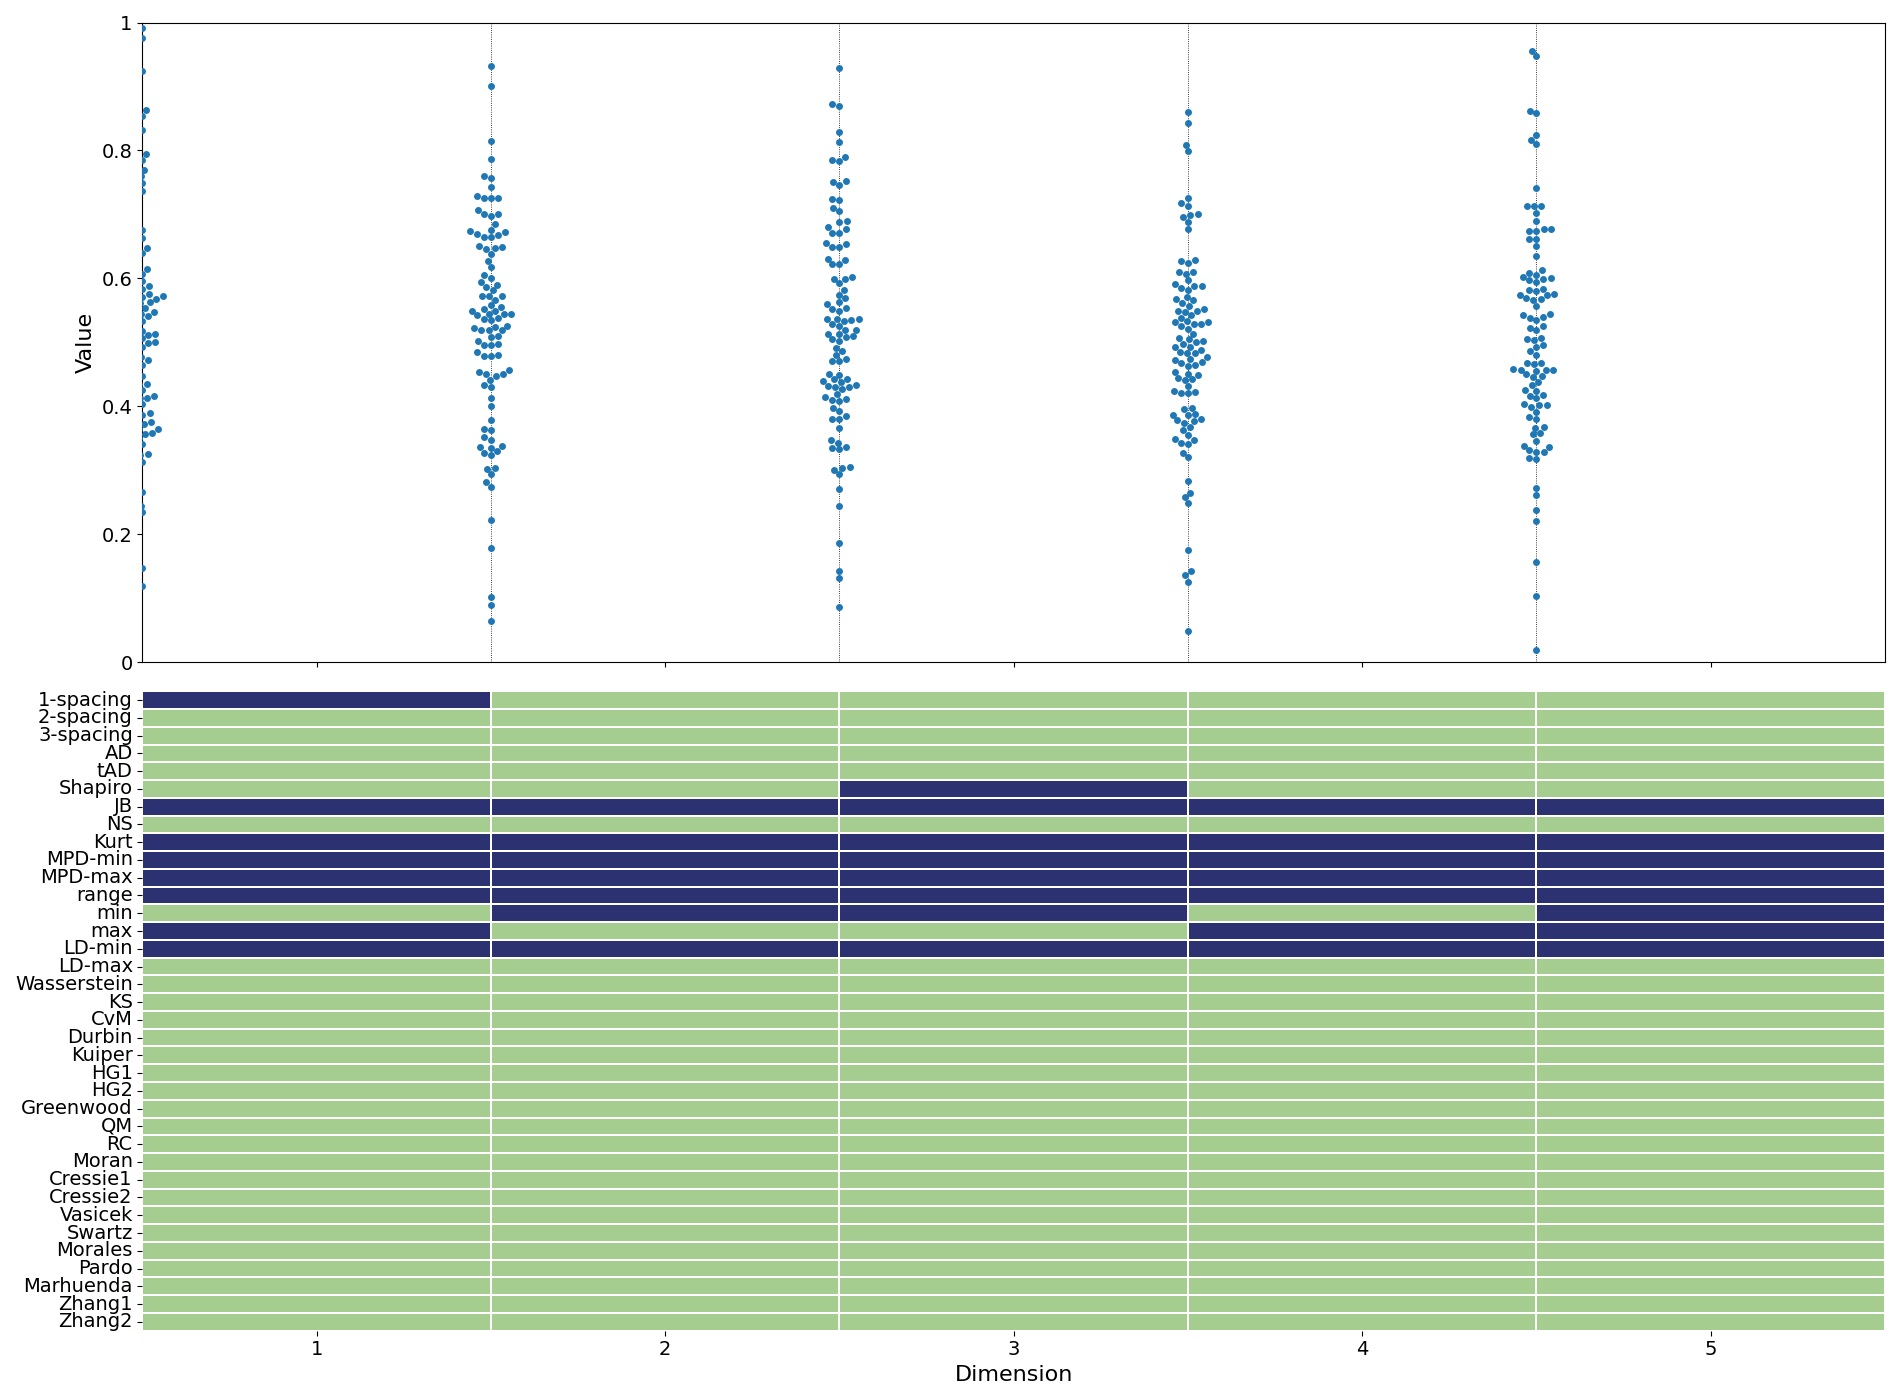 1
0.8
0.6
Value
0.4
0.2
0
1-spacing
2-spacing
3-spacing
AD
tAD
Shapiro
JB
NS
Kurt
MPD-min
MPD-max
range
min
max
LD-min
LD-max
Wasserstein
KS
CvM
Durbin
Kuiper
HG1
HG2
Greenwood
QM
RC
Moran
Cressie1
Cressie2
Vasicek
Swartz
Morales
Pardo
Marhuenda
Zhang1
Zhang2
1 2 3 4 5
Dimension